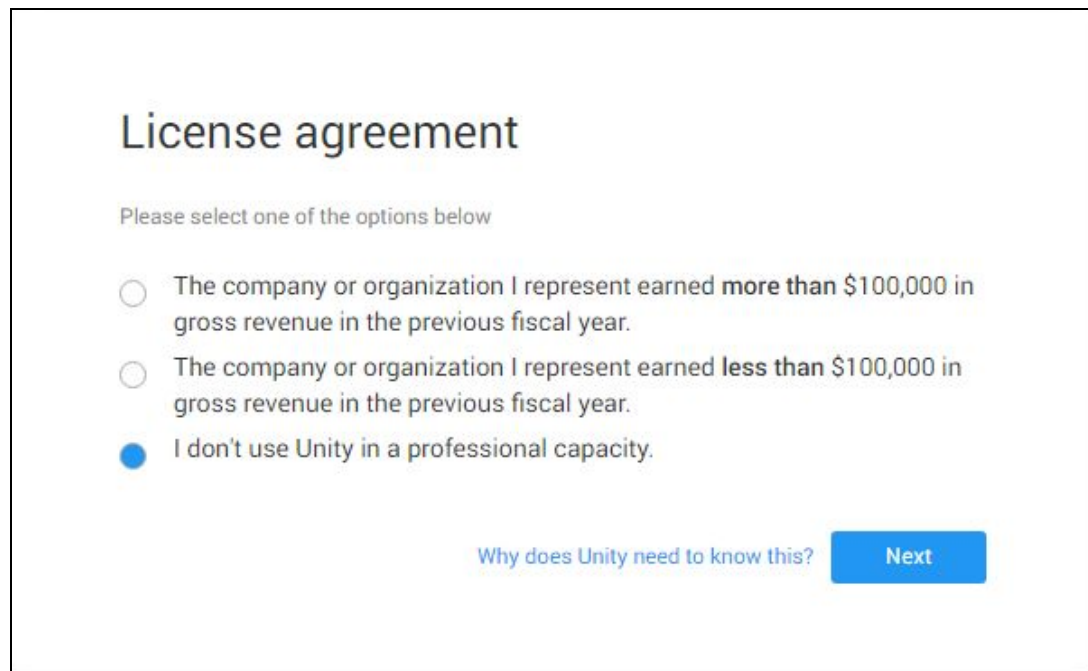 License agreement
Please select one of the options below
The company or organization I represent earned more than $100,000 in
gross revenue in the previous fiscal year.
The company or organization I represent earned less than $100,000 in
gross revenue in the previous fiscal year.
I don't use Unity in a professional capacity.
Why does Unity need to know this? Next